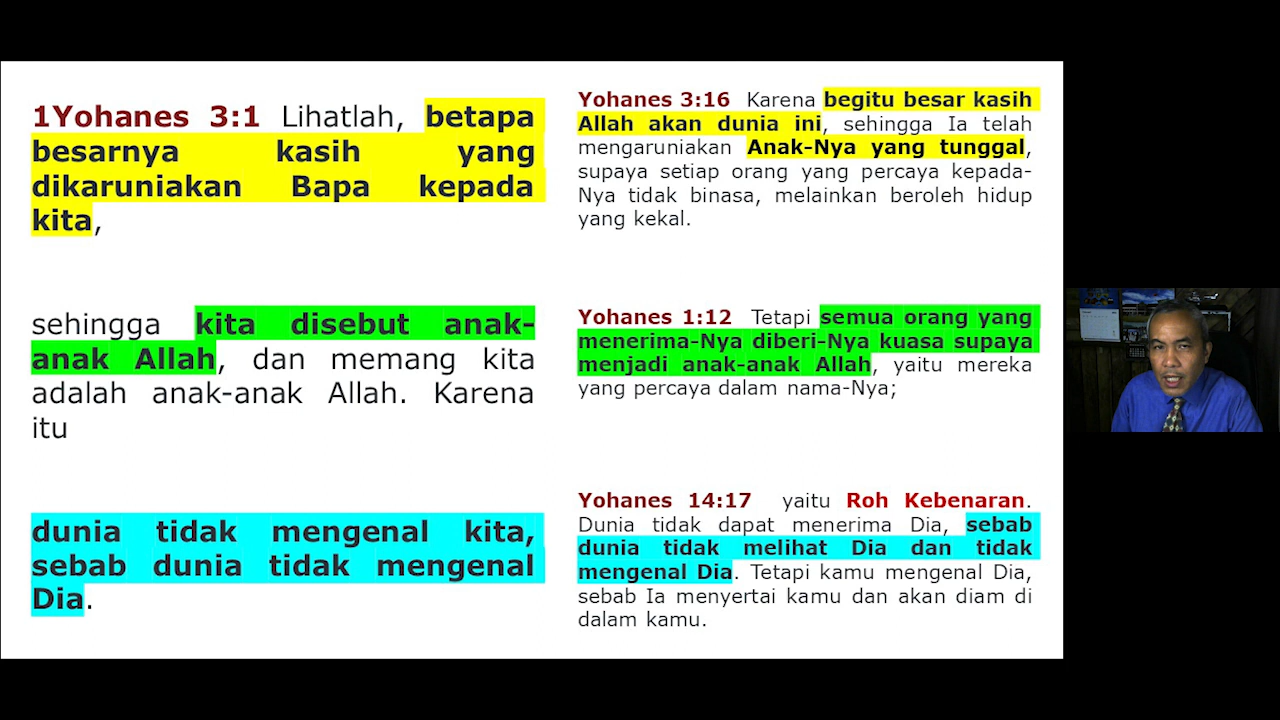 1Yohanes 3:1 Lihatlah, betapa
besarnya kasih yang
dikaruniakan Bapa kepada
kita,
sehingga kita disebut anak-
anak Allah, dan memang kita
adalah anak-anak Allah. Karena
itu
dunia tidak mengenal kita,
sebab dunia tidak mengenal
Dia.
Yohanes 3:16 Karena begitu besar kasih
Allah akan dunia ini, sehingga Ia telah
mengaruniakan Anak-Nya yang tunggal,
supaya setiap orang yang percaya kepada-
Nya tidak binasa, melainkan beroleh hidup
yang kekal.
Yohanes 1:12 Tetapi semua orang yang
menerima-Nya diberi-Nya kuasa supaya
menjadi anak-anak Allah, yaitu mereka
yang percaya dalam nama-Nya;
Yohanes 14:17 yaitu Roh Kebenaran.
Dunia tidak dapat menerima Dia, sebab
dunia tidak melihat Dia dan tidak
mengenal Dia. Tetapi kamu mengenal Dia,
sebab Ia menyertai kamu dan akan diam di
dalam kamu.